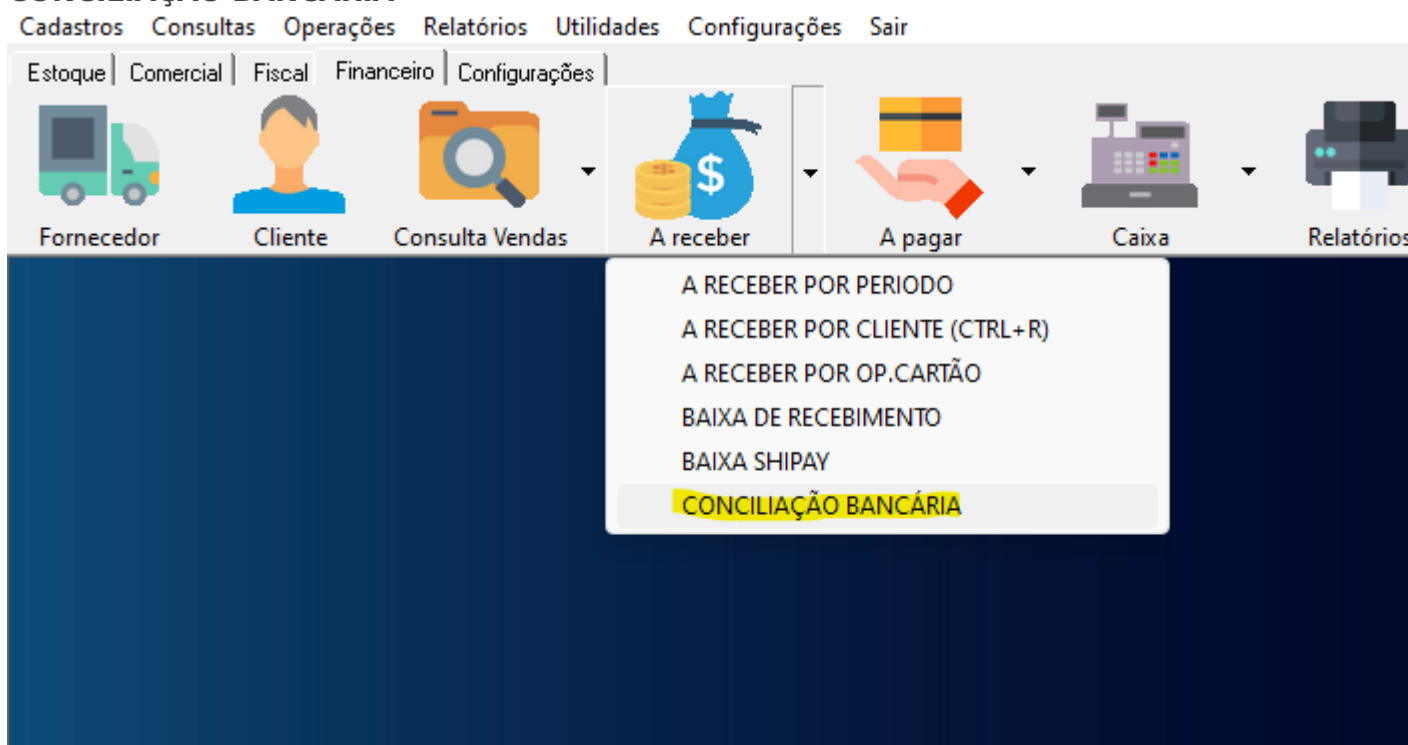 CONCILIAÇÃO BANCÁRIA
Cadastros Consultas Operações Relatórios Utilidades Configurações Sair
Estoque Comercial Fiscal Financeiro Configurações
$
Fornecedor Cliente Consulta Vendas A receber A pagar Caixa Relatórios
A RECEBER POR PERIODO
A RECEBER POR CLIENTE (CTRL+R)
A RECEBER POR OP.CARTÃO
BAIXA DE RECEBIMENTO
BAIXA SHIPAY
CONCILIAÇÃO BANCÁRIA